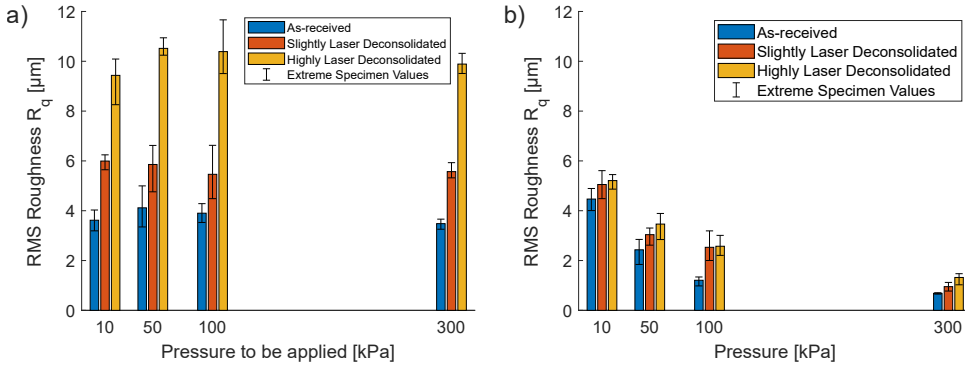 a)
RMS Roughness R_q [µm]
12
10
8
6
4
2
0
As-received
Slightly Laser Deconsolidated
Highly Laser Deconsolidated
Extreme Specimen Values
10 50 100 300
Pressure to be applied [kPa]
b)
RMS Roughness R_q [µm]
12
10
8
6
4
2
0
As-received
Slightly Laser Deconsolidated
Highly Laser Deconsolidated
Extreme Specimen Values
10 50 100 300
Pressure [kPa]